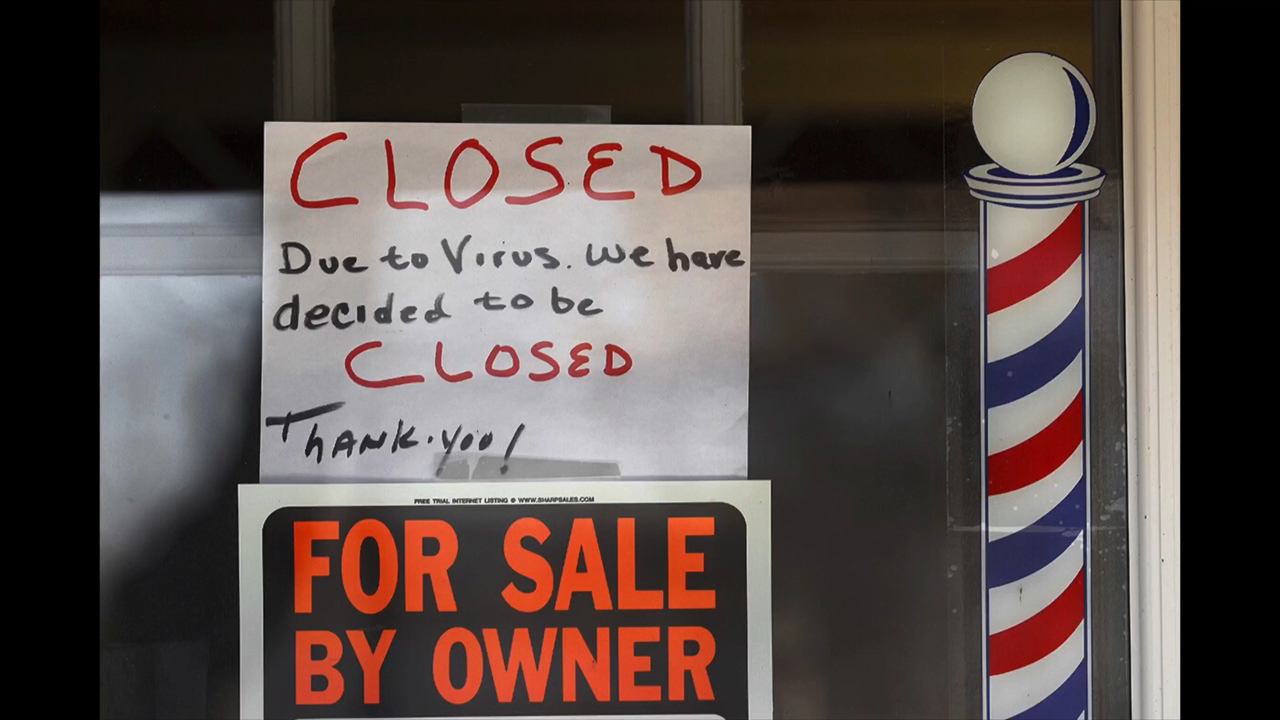 CLOSED
Due to Virus. We have
decided to be
CLOSED
THANK.YOU!
FREE TRIAL INTERNET LISTING @ WWW.SHARPSALES.COM
FOR SALE
BY OWNER